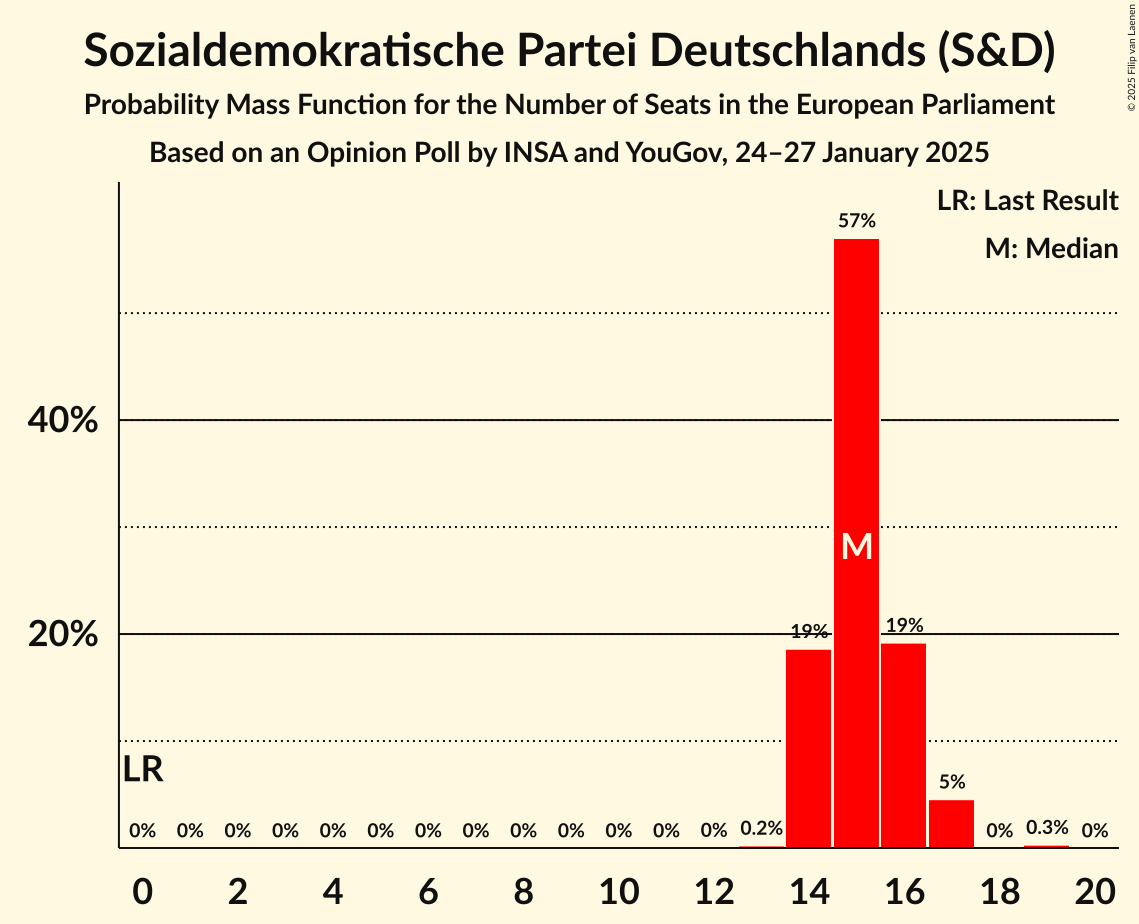 Sozialdemokratische Partei Deutschlands (S&D)
Probability Mass Function for the Number of Seats in the European Parliament
Based on an Opinion Poll by INSA and YouGov, 24–27 January 2025
© 2025 Filip van Laenen
LR: Last Result
M: Median
57%
40%
M
20%
19%
19%
LR
5%
0% 0% 0% 0% 0% 0% 0% 0% 0% 0% 0% 0% 0% 0.2% 0% 0.3% 0%
0 2 4 6 8 10 12 14 16 18 20